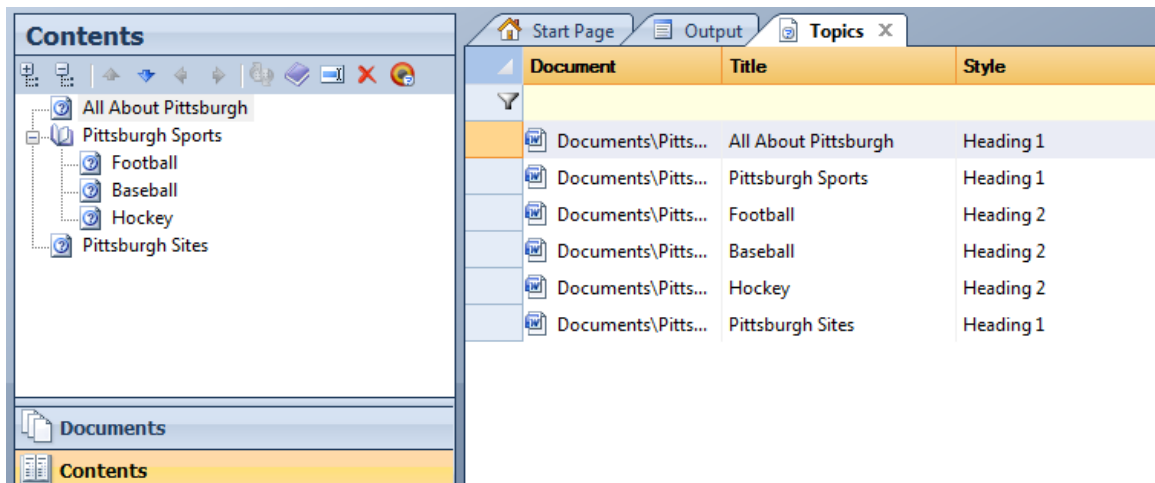 Contents
All About Pittsburgh
Pittsburgh Sports
Football
Baseball
Hockey
Pittsburgh Sites
Documents
Contents
Start Page Output Topics X
Document Title Style
Documents\Pitts... All About Pittsburgh Heading 1
Documents\Pitts... Pittsburgh Sports Heading 1
Documents\Pitts... Football Heading 2
Documents\Pitts... Baseball Heading 2
Documents\Pitts... Hockey Heading 2
Documents\Pitts... Pittsburgh Sites Heading 1